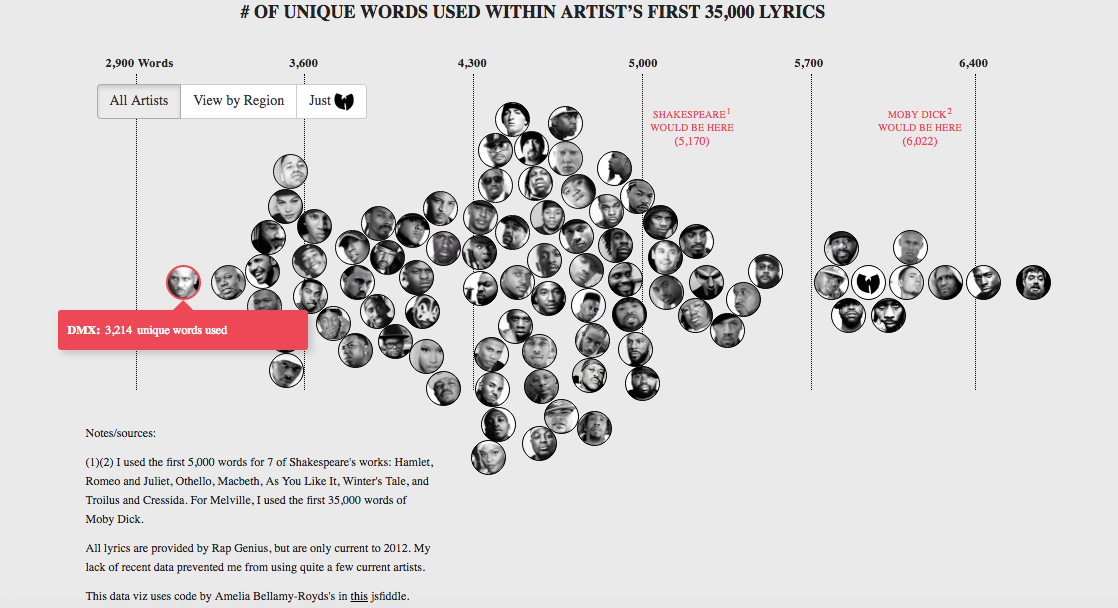 # OF UNIQUE WORDS USED WITHIN ARTIST'S FIRST 35,000 LYRICS
2,900 Words 3,600 4,300 5,000 5,700 6,400
All Artists View by Region Just
SHAKESPEARE1
WOULD BE HERE
(5,170)
MOBY DICK2
WOULD BE HERE
(6,022)
DMX: 3,214 unique words used
Notes/sources:
(1)(2) I used the first 5,000 words for 7 of Shakespeare's works: Hamlet,
Romeo and Juliet, Othello, Macbeth, As You Like It, Winter's Tale, and
Troilus and Cressida. For Melville, I used the first 35,000 words of
Moby Dick.
All lyrics are provided by Rap Genius, but are only current to 2012. My
lack of recent data prevented me from using quite a few current artists.
This data viz uses code by Amelia Bellamy-Royds's in this jsfiddle.